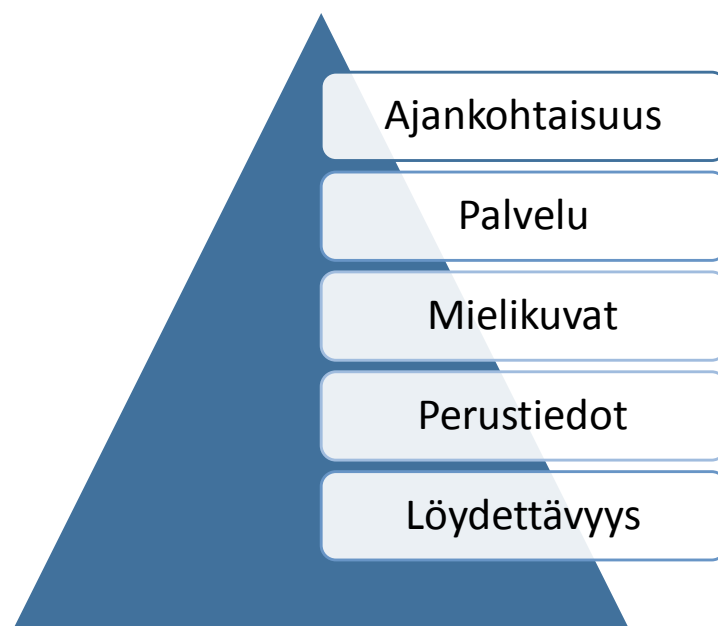 Ajankohtaisuus
Palvelu
Mielikuvat
Perustiedot
Löydettävyys